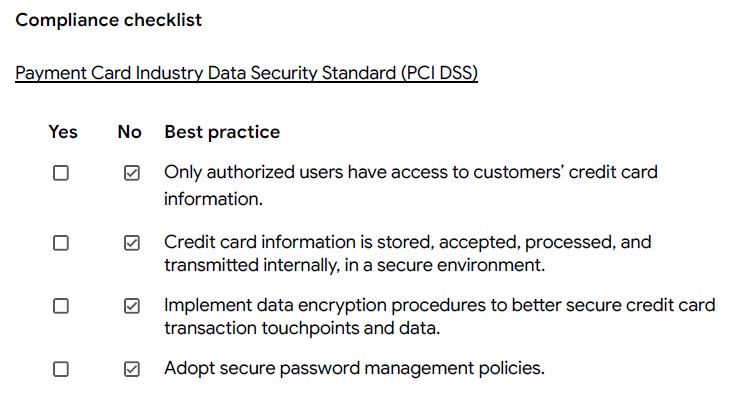 Compliance checklist
Payment Card Industry Data Security Standard (PCI DSS)
Yes No Best practice
Only authorized users have access to customers’ credit card
information.
Credit card information is stored, accepted, processed, and
transmitted internally, in a secure environment.
Implement data encryption procedures to better secure credit card
transaction touchpoints and data.
Adopt secure password management policies.